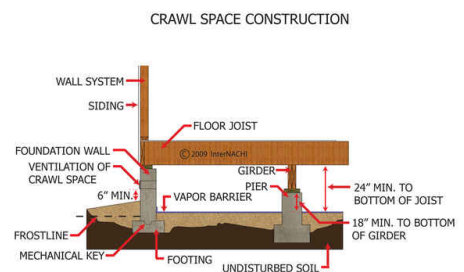 CRAWL SPACE CONSTRUCTION
WALL SYSTEM
SIDING
FLOOR JOIST
© 2009 InterNACHI
FOUNDATION WALL
VENTILATION OF
CRAWL SPACE
6" MIN.
VAPOR BARRIER
GIRDER
PIER
24" MIN. TO
BOTTOM OF JOIST
18" MIN. TO BOTTOM
OF GIRDER
FROSTLINE
MECHANICAL KEY
FOOTING
UNDISTURBED SOIL